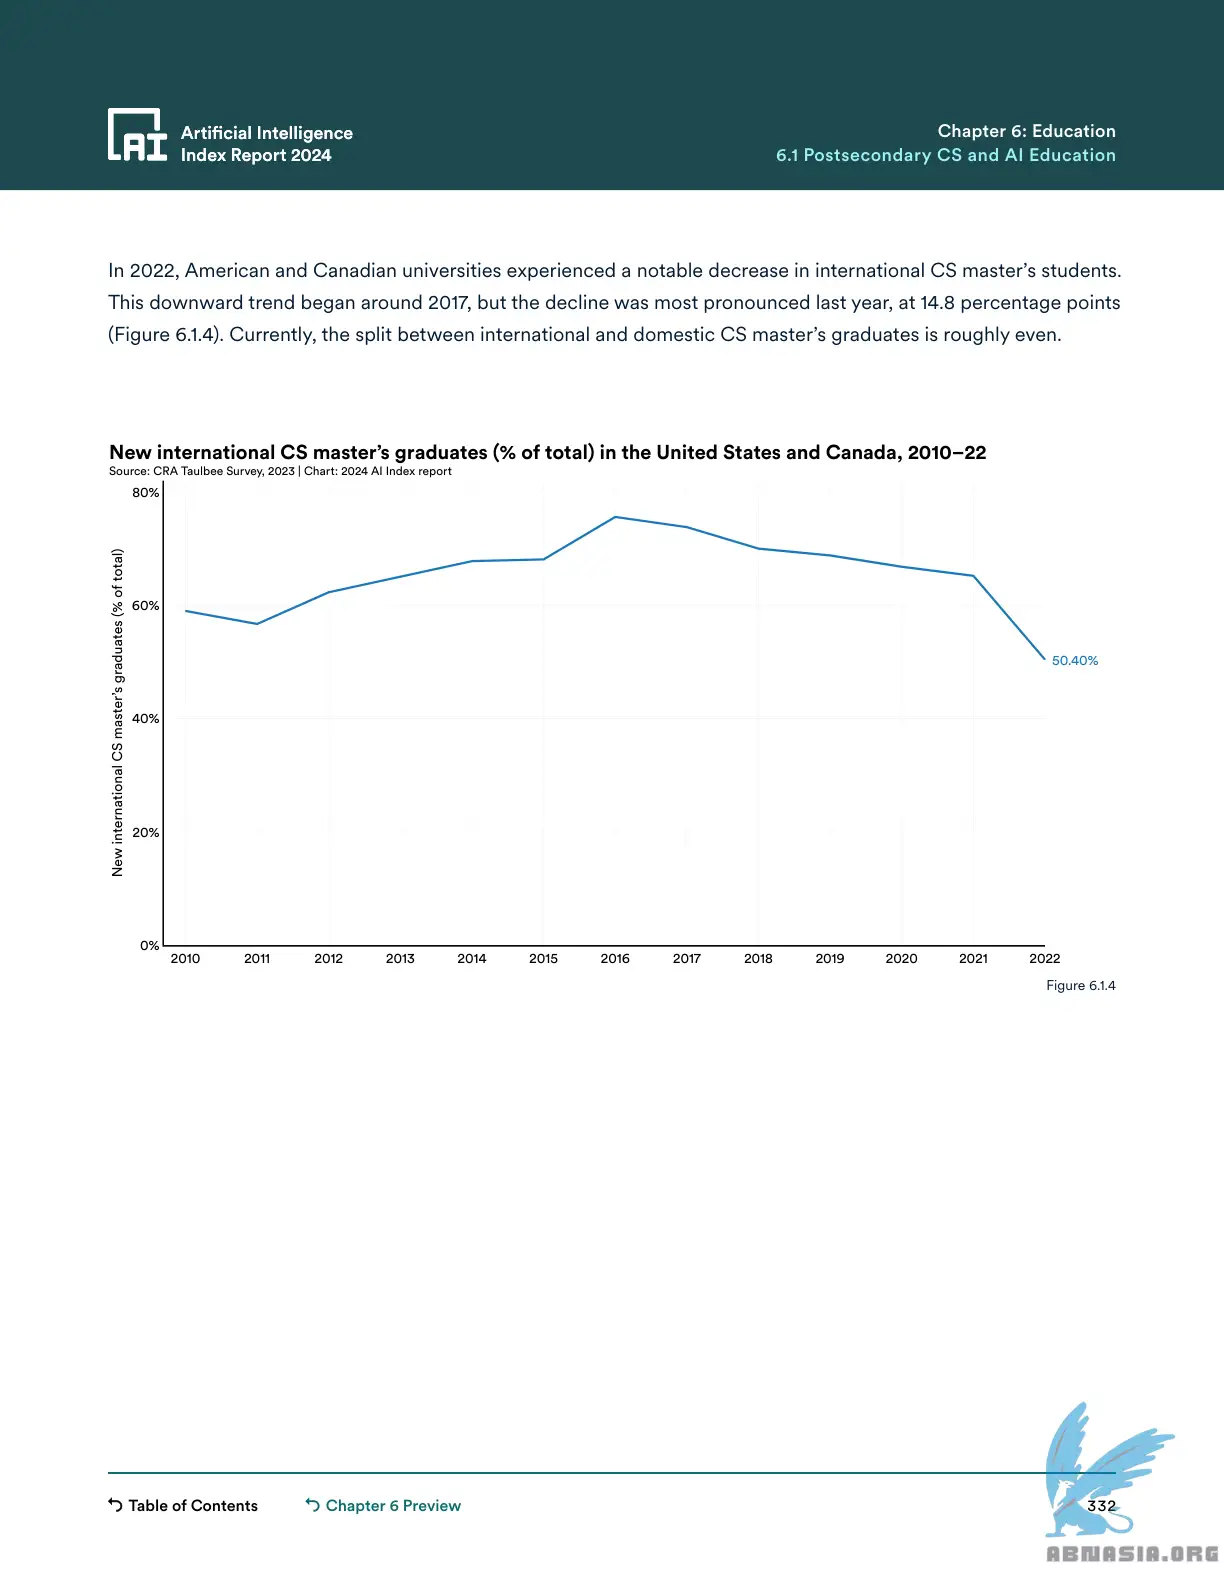 Artificial Intelligence
Index Report 2024
Chapter 6: Education
6.1 Postsecondary CS and AI Education
In 2022, American and Canadian universities experienced a notable decrease in international CS master’s students.
This downward trend began around 2017, but the decline was most pronounced last year, at 14.8 percentage points
(Figure 6.1.4). Currently, the split between international and domestic CS master’s graduates is roughly even.
New international CS master’s graduates (% of total) in the United States and Canada, 2010–22
Source: CRA Taulbee Survey, 2023 | Chart: 2024 AI Index report
New international CS master’s graduates (% of total)
80%
60%
40%
20%
0%
50.40%
2010 2011 2012 2013 2014 2015 2016 2017 2018 2019 2020 2021 2022
Figure 6.1.4
Table of Contents
Chapter 6 Preview
332
ABNASIA.ORG